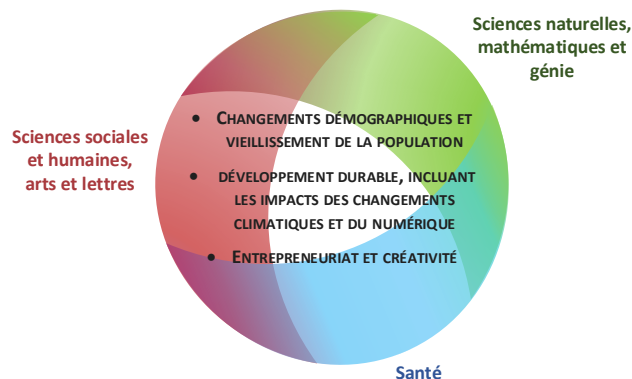 Sciences naturelles,
mathématiques et
génie
Sciences sociales
et humaines,
arts et lettres
• CHANGEMENTS DÉMOGRAPHIQUES ET
VIEILLISSEMENT DE LA POPULATION
• DÉVELOPPEMENT DURABLE, INCLUANT
LES IMPACTS DES CHANGEMENTS
CLIMATIQUES ET DU NUMÉRIQUE
• ENTREPRENEURIAT ET CRÉATIVITÉ
Santé